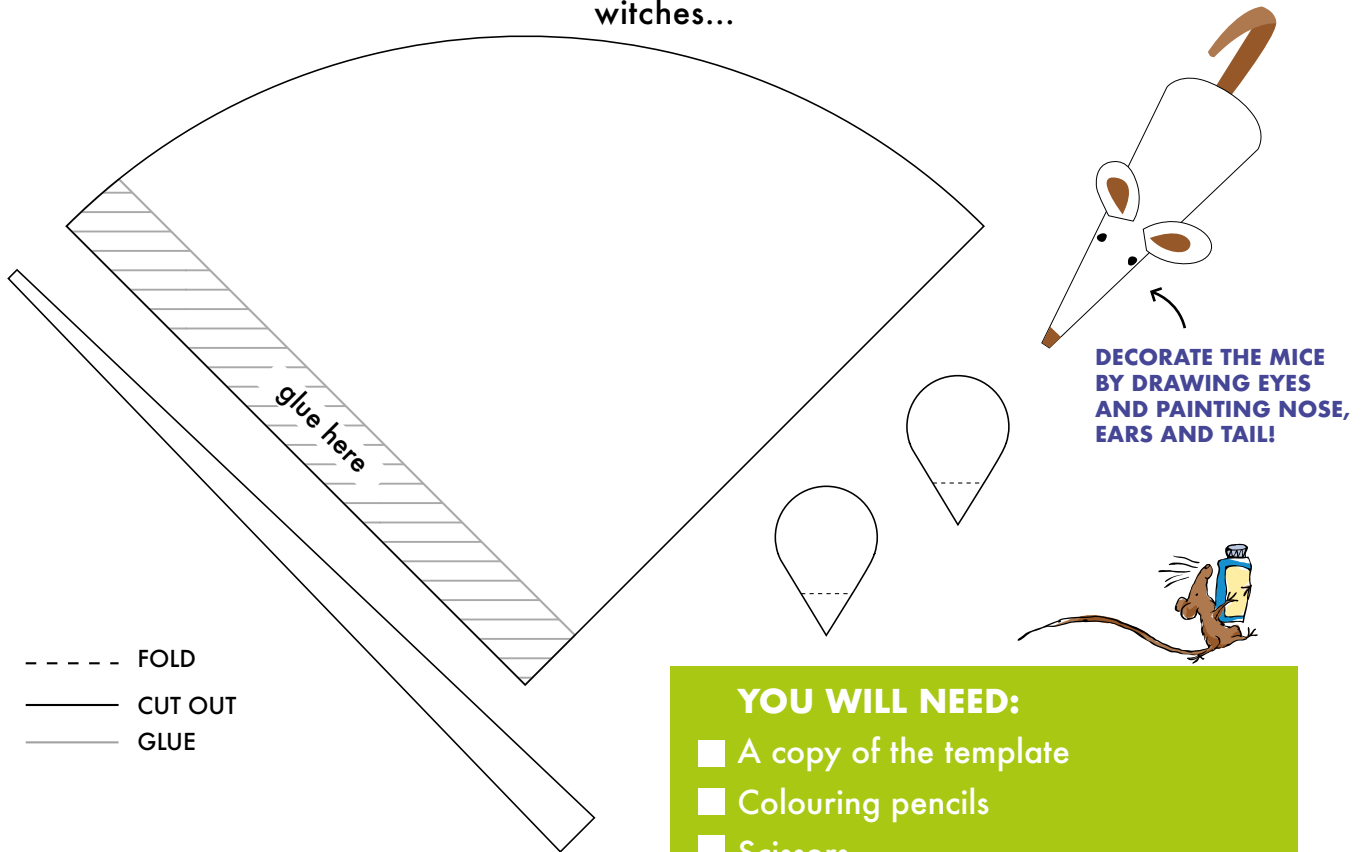 witches...
glue here
DECORATE THE MICE
BY DRAWING EYES
AND PAINTING NOSE,
EARS AND TAIL!
FOLD
CUT OUT
GLUE
YOU WILL NEED:
A copy of the template
Colouring pencils
Scissors